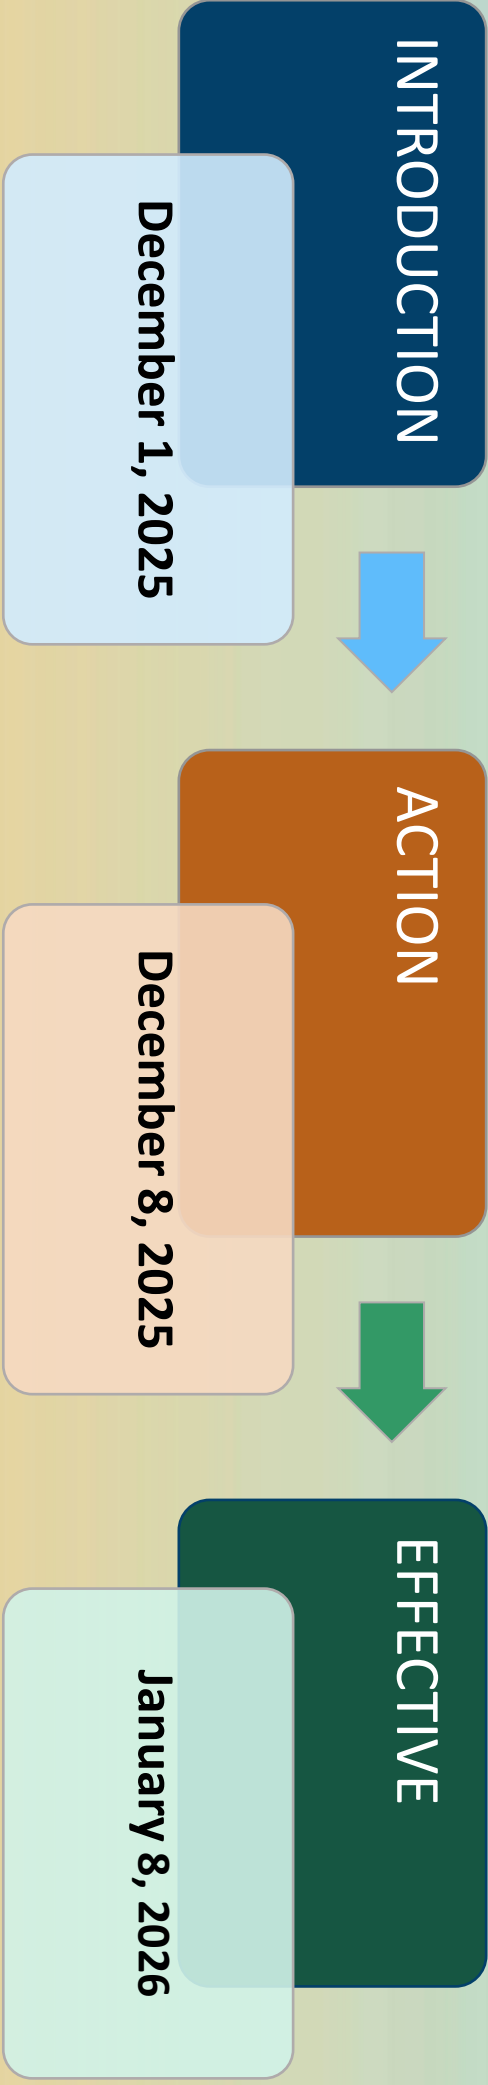 INTRODUCTION
December 1, 2025
ACTION
December 8, 2025
EFFECTIVE
January 8, 2026